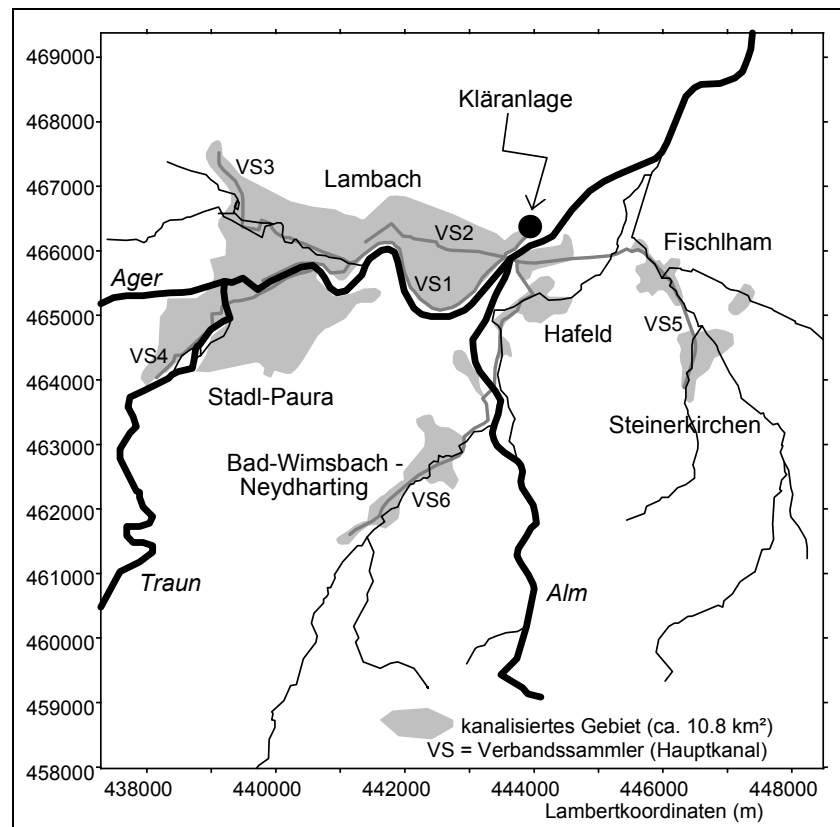 469000
468000
467000
466000
465000
464000
463000
462000
461000
460000
459000
458000
Kläranlage
VS3
Lambach
VS2
Fischlham
Ager
VS1
Hafeld
VS5
VS4
Stadl-Paura
Steinerkirchen
Bad-Wimsbach -
Neydharting
VS6
Traun
Alm
kanalisiertes Gebiet (ca. 10.8 km²)
VS = Verbandssammler (Hauptkanal)
438000 440000 442000 444000 446000 448000
Lambertkoordinaten (m)